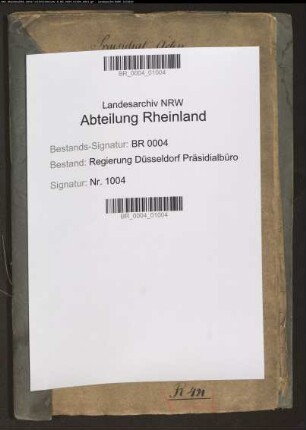 BR_0004_01004
Landesarchiv NRW
Abteilung Rheinland
Bestands-Signatur: BR 0004
Bestand: Regierung Düsseldorf Präsidialbüro
Signatur: Nr. 1004
BR_0004_01004